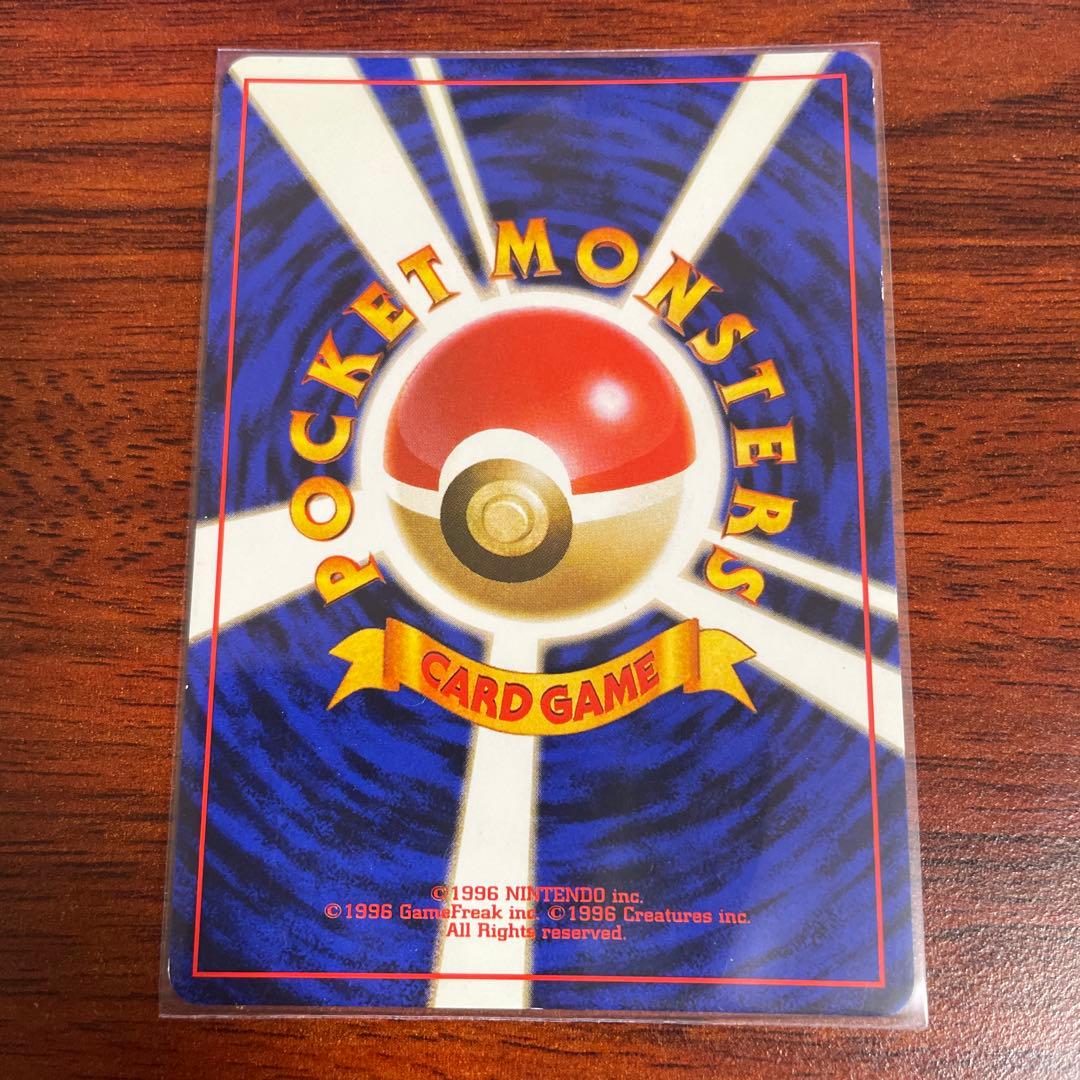 POCKET MONSTERS
CARD GAME
©1996 NINTENDO inc.
©1996 GameFreak inc. ©1996 Creatures inc.
All Rights reserved.